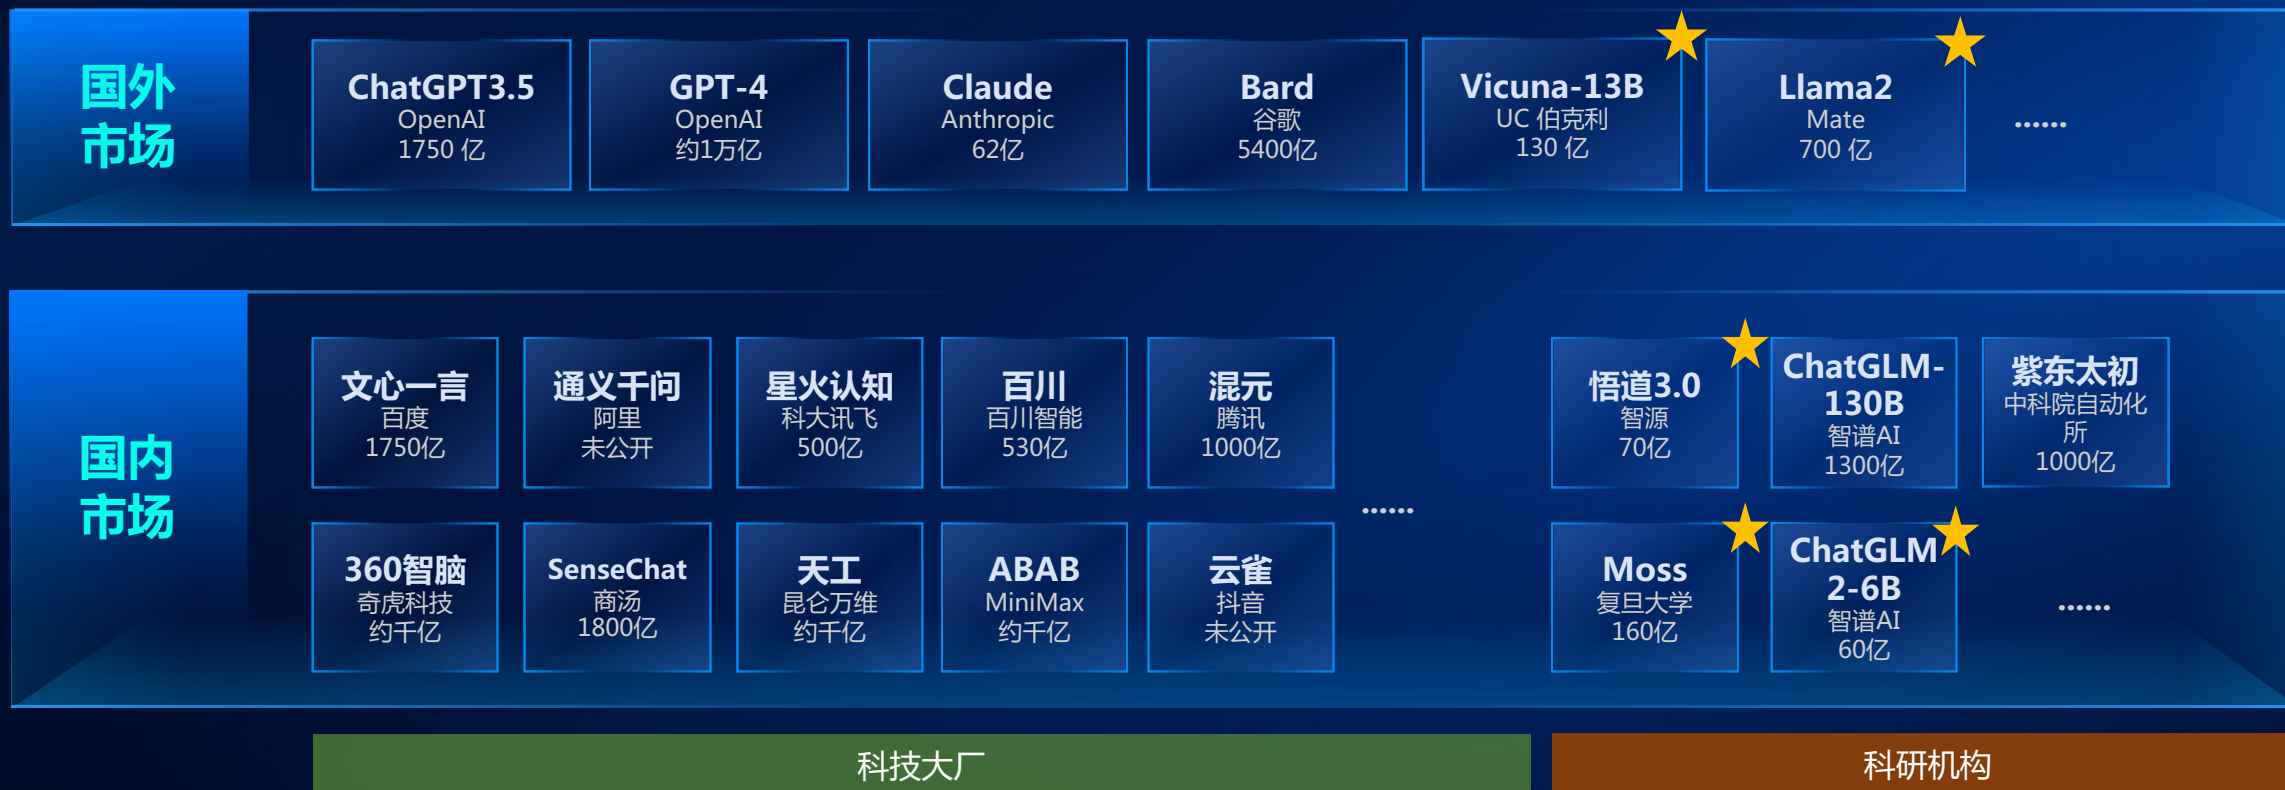 国外
市场
ChatGPT3.5
OpenAI
1750 亿
GPT-4
OpenAI
约1万亿
Claude
Anthropic
62亿
Bard
谷歌
5400亿
Vicuna-13B
UC 伯克利
130 亿
Llama2
Mate
700 亿
......
国内
市场
文心一言
百度
1750亿
通义千问
阿里
未公开
星火认知
科大讯飞
500亿
百川
百川智能
530亿
混元
腾讯
1000亿
360智脑
奇虎科技
约千亿
SenseChat
商汤
1800亿
天工
昆仑万维
约千亿
ABAB
MiniMax
约千亿
云雀
抖音
未公开
......
悟道3.0
智源
70亿
ChatGLM-
130B
智谱AI
1300亿
紫东太初
中科院自动化
所
1000亿
Moss
复旦大学
160亿
ChatGLM
2-6B
智谱AI
60亿
......
科技大厂
科研机构